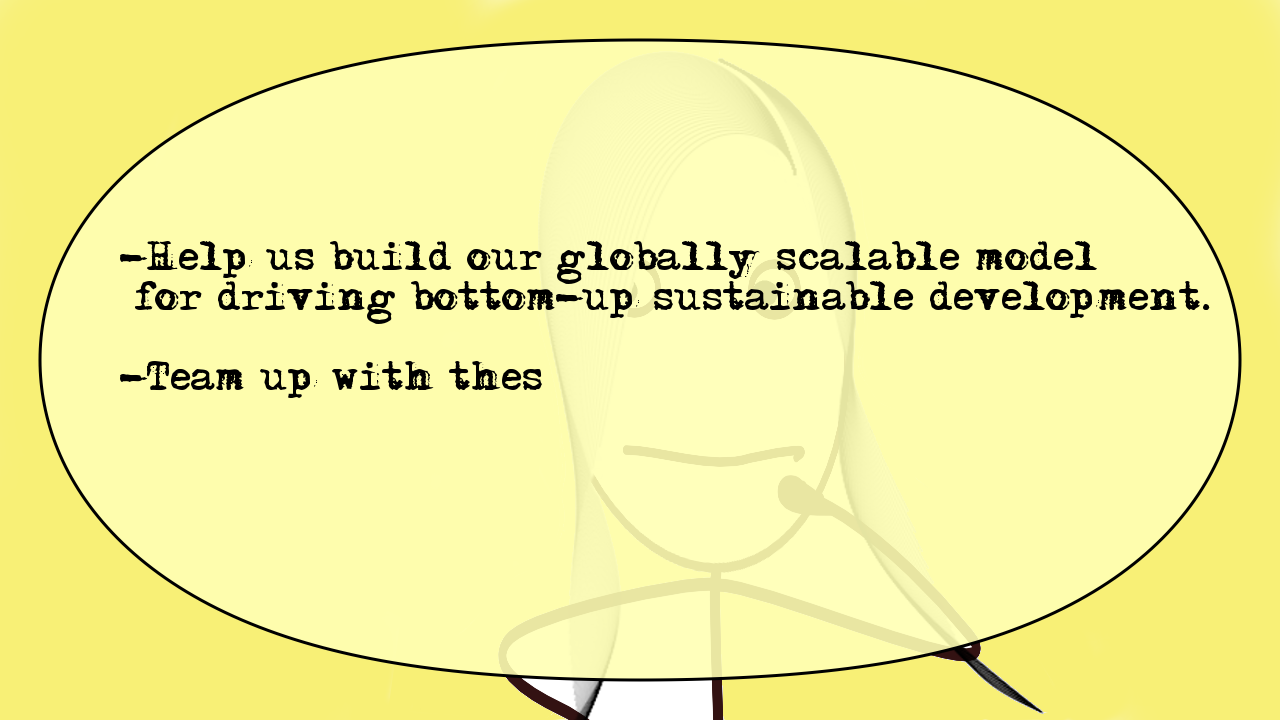 -Help us build our globally scalable model
for driving bottom-up sustainable development.
-Team up with thes